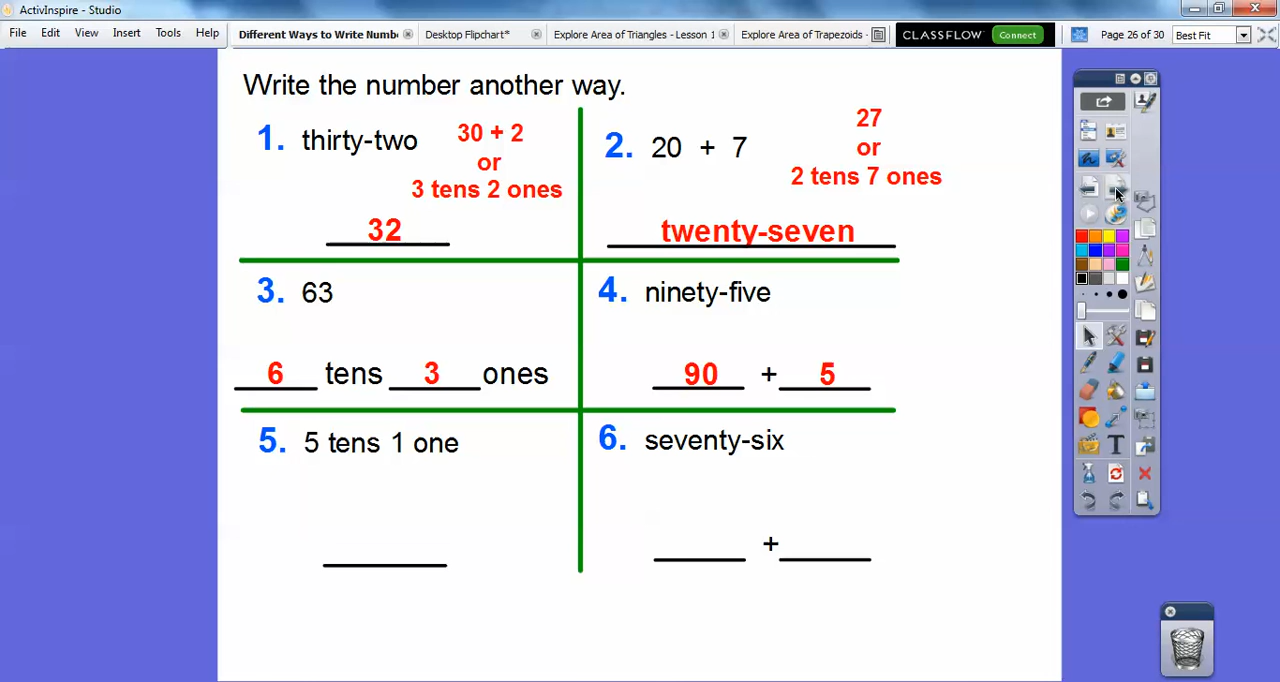 ActivInspire - Studio
File Edit View Insert Tools Help
Different Ways to Write Numb
Desktop Flipchart*
Explore Area of Triangles - Lesson 1
Explore Area of Trapezoids -
CLASSFLOW Connect
Page 26 of 30
Best Fit
Write the number another way.
1. thirty-two
30 + 2
or
3 tens 2 ones
32
2. 20 + 7
27
or
2 tens 7 ones
twenty-seven
3. 63
6 tens 3 ones
4. ninety-five
90 + 5
5. 5 tens 1 one
6. seventy-six
+